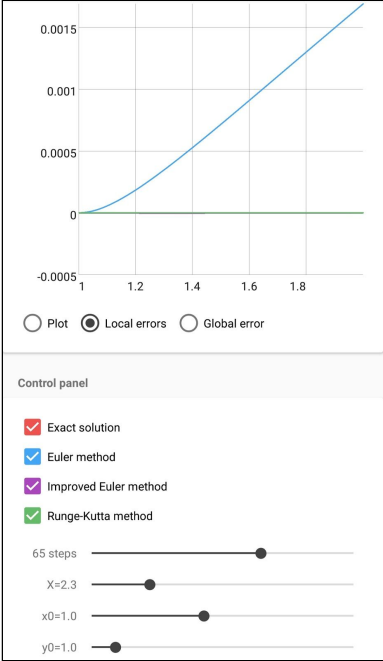 0.0015
0.001
0.0005
0
-0.0005
1 1.2 1.4 1.6 1.8
Plot Local errors Global error
Control panel
Exact solution
Euler method
Improved Euler method
Runge-Kutta method
65 steps
X=2.3
x0=1.0
y0=1.0